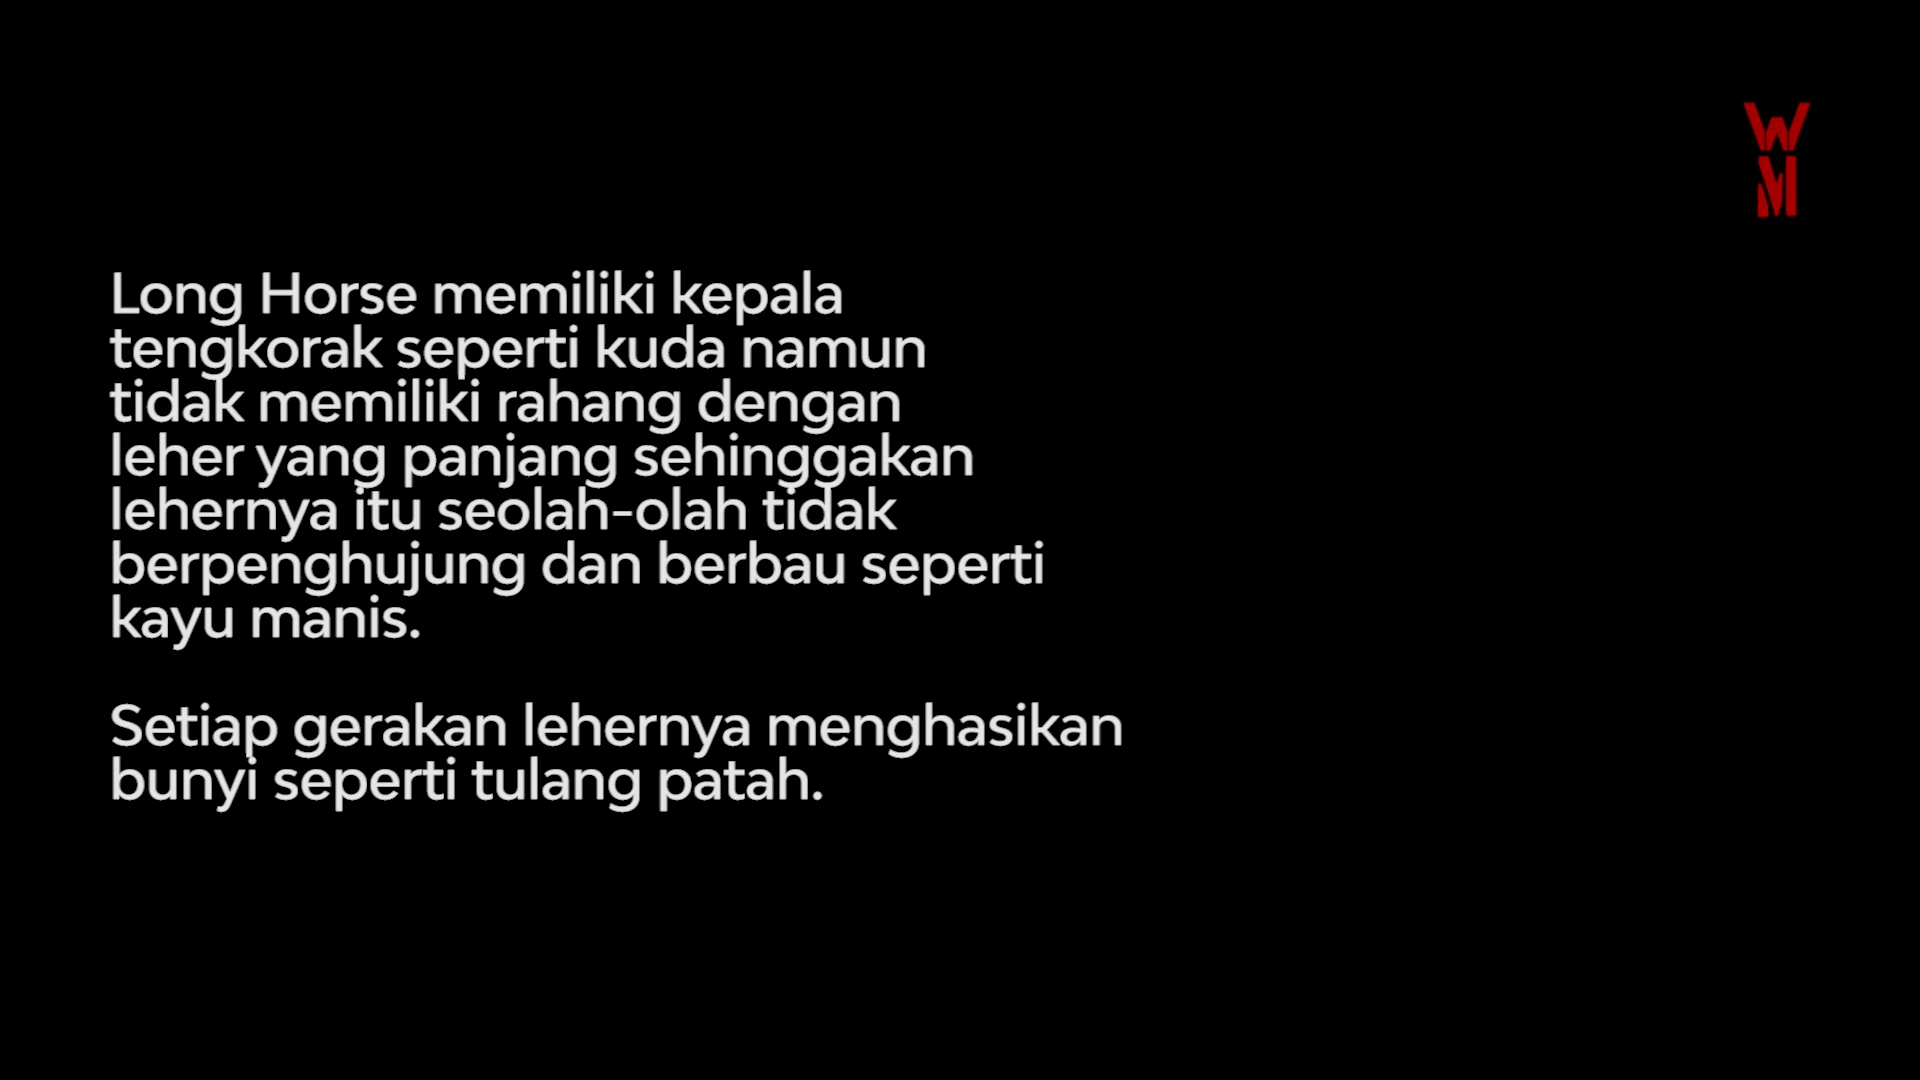 W
M
Long Horse memiliki kepala
tengkorak seperti kuda namun
tidak memiliki rahang dengan
leher yang panjang sehinggakan
lehernya itu seolah-olah tidak
berpenghujung dan berbau seperti
kayu manis.
Setiap gerakan lehernya menghasikan
bunyi seperti tulang patah.